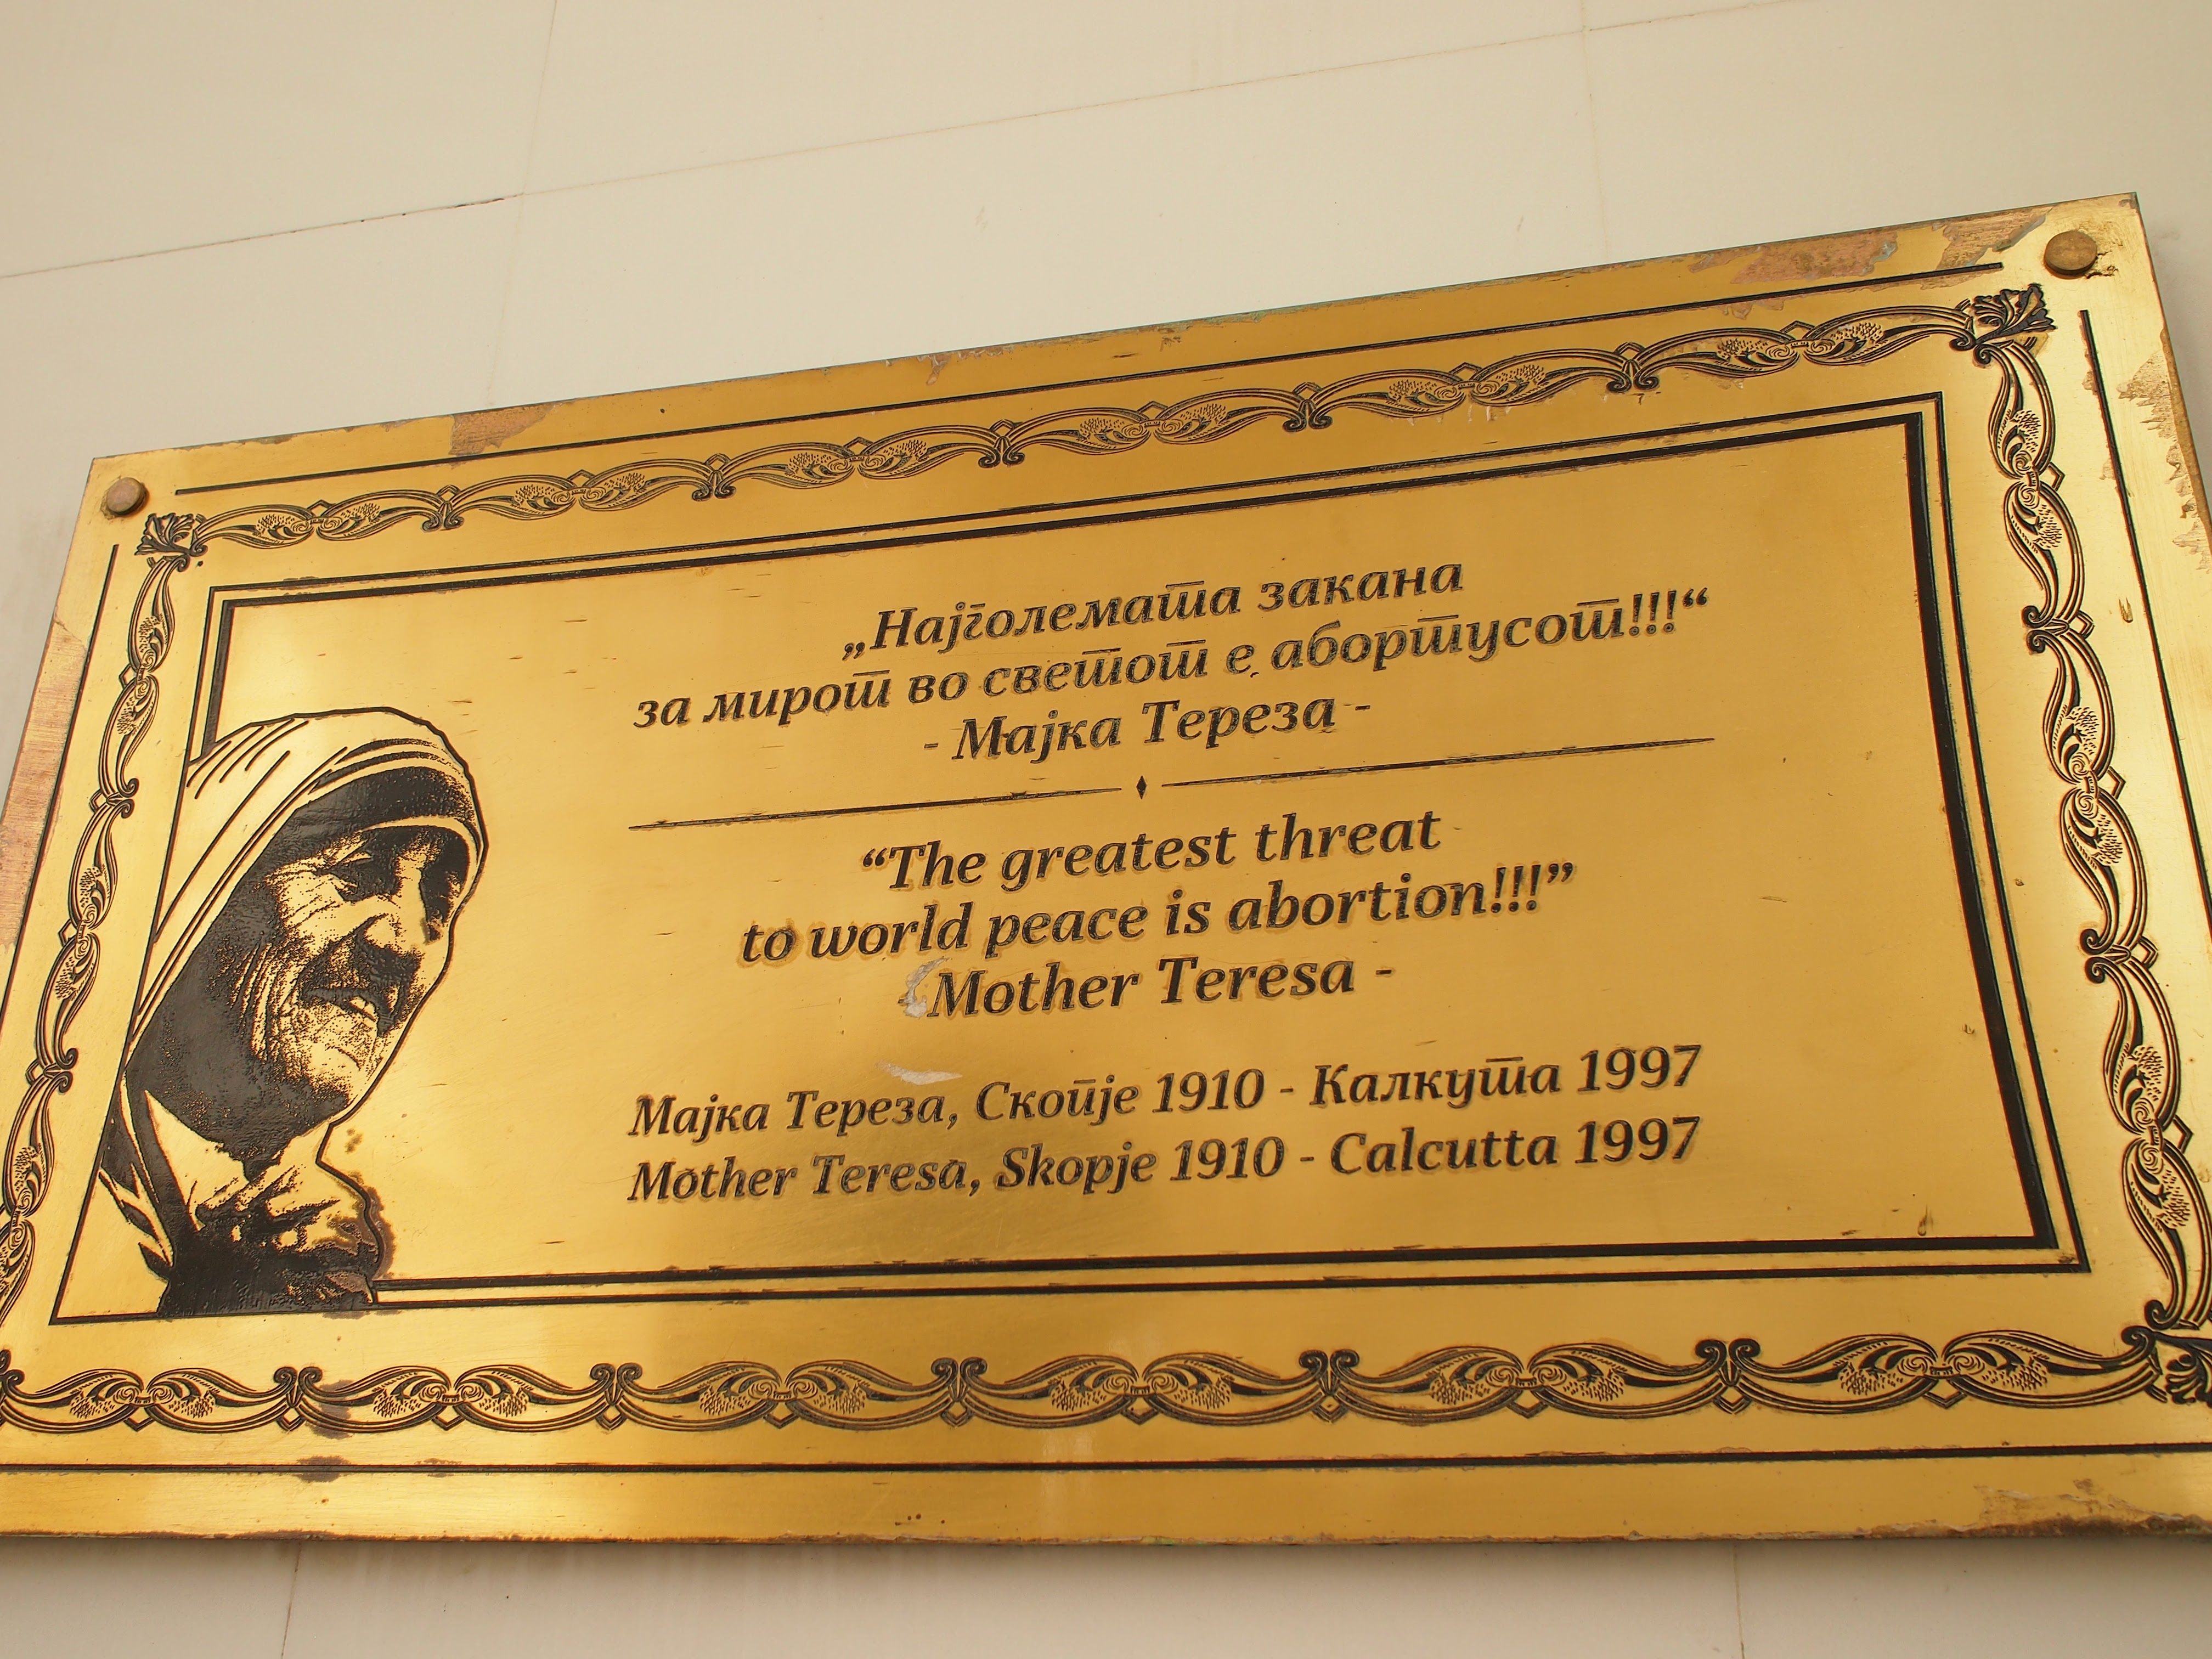 „Најголемата закана
за мирот во светот е абортусот!!!“
- Мајка Тереза -
“The greatest threat
to world peace is abortion!!!”
- Mother Teresa -
Мајка Тереза, Скопје 1910 - Калкута 1997
Mother Teresa, Skopje 1910 - Calcutta 1997